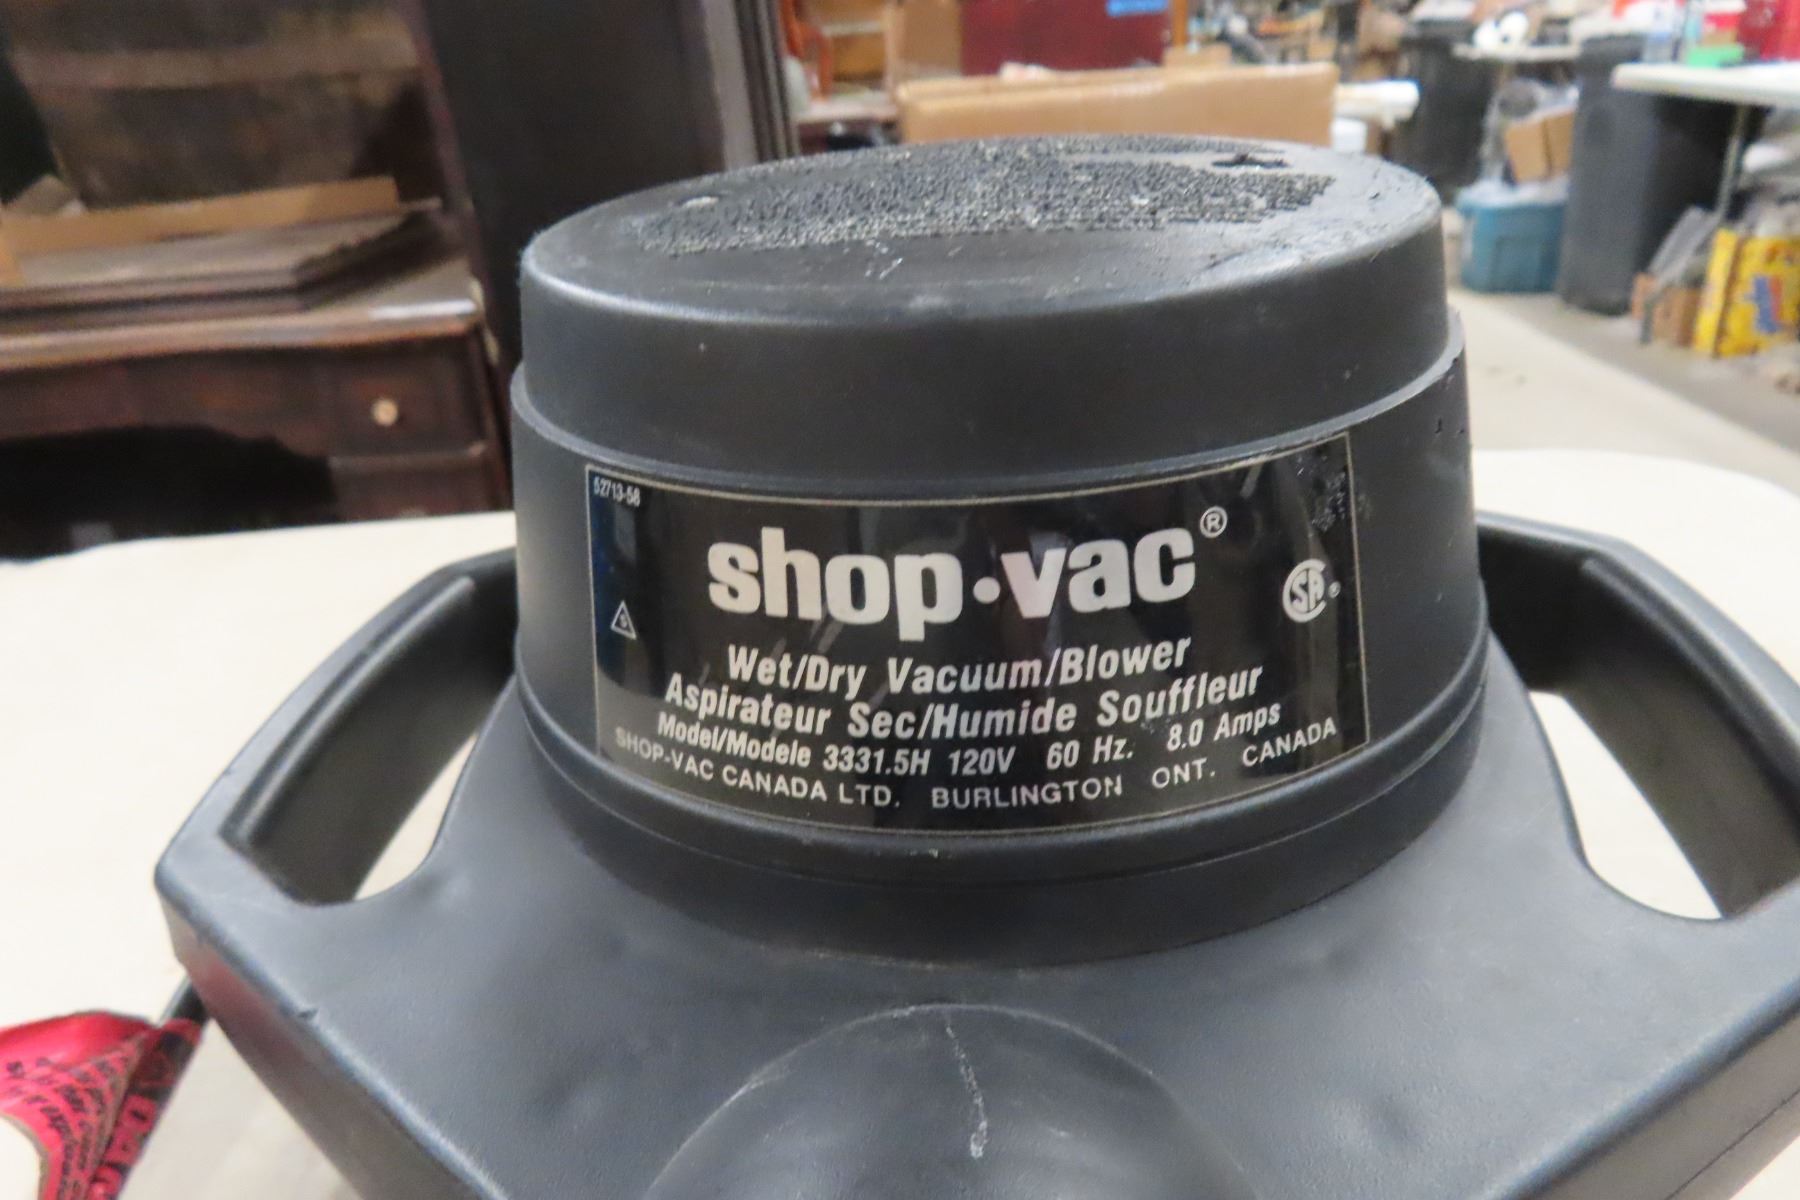 52713-58
shop·vac®
S
SA ®
Wet/Dry Vacuum/Blower
Aspirateur Sec/Humide Souffleur
Model/Modele 3331.5H 120V 60 Hz. 8.0 Amps
SHOP-VAC CANADA LTD. BURLINGTON ONT. CANADA